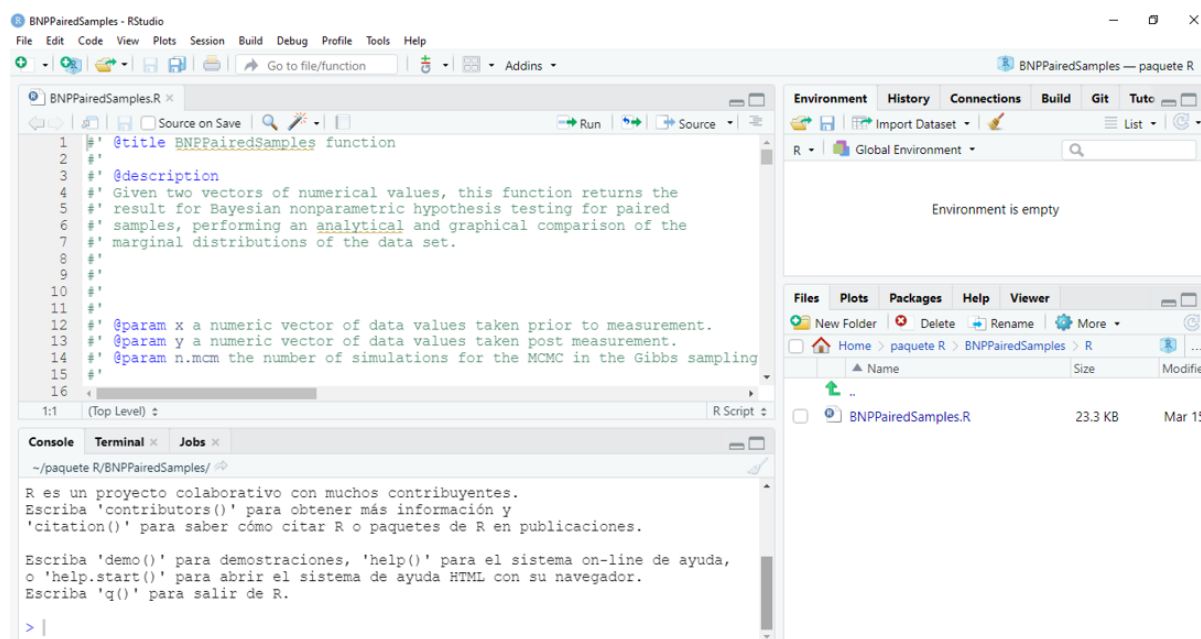 BNPPairedSamples - RStudio
File Edit Code View Plots Session Build Debug Profile Tools Help
Go to file/function Addins BNPPairedSamples — paquete R
BNPPairedSamples.R
Source on Save Run Source
1 #' @title BNPPairedSamples function
2 #'
3 #' @description
4 #' Given two vectors of numerical values, this function returns the
5 #' result for Bayesian nonparametric hypothesis testing for paired
6 #' samples, performing an analytical and graphical comparison of the
7 #' marginal distributions of the data set.
8 #'
9 #'
10 #'
11 #'
12 #' @param x a numeric vector of data values taken prior to measurement.
13 #' @param y a numeric vector of data values taken post measurement.
14 #' @param n.mcm the number of simulations for the MCMC in the Gibbs sampling
15 #'
16
1:1 (Top Level) R Script
Console Terminal Jobs
~/paquete R/BNPPairedSamples/
R es un proyecto colaborativo con muchos contribuyentes.
Escriba 'contributors()' para obtener más información y
'citation()' para saber cómo citar R o paquetes de R en publicaciones.
Escriba 'demo()' para demostraciones, 'help()' para el sistema on-line de ayuda,
o 'help.start()' para abrir el sistema de ayuda HTML con su navegador.
Escriba 'q()' para salir de R.
>
Environment History Connections Build Git Tuto
Import Dataset List
R Global Environment
Environment is empty
Files Plots Packages Help Viewer
New Folder Delete Rename More
Home > paquete R > BNPPairedSamples > R ...
Name Size Modifie
..
BNPPairedSamples.R 23.3 KB Mar 15